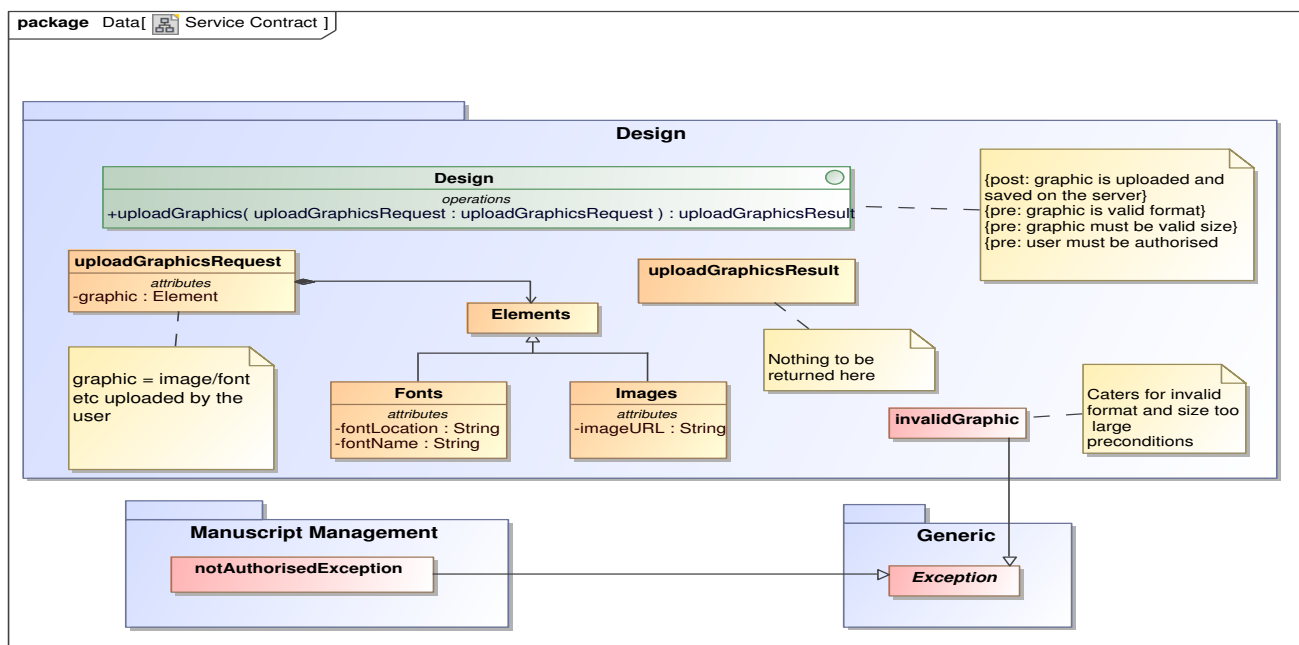 package Data[ Service Contract ]
Design
Design
operations
+uploadGraphics( uploadGraphicsRequest : uploadGraphicsRequest ) : uploadGraphicsResult
{post: graphic is uploaded and
saved on the server}
{pre: graphic is valid format}
{pre: graphic must be valid size}
{pre: user must be authorised
uploadGraphicsRequest
attributes
-graphic : Element
uploadGraphicsResult
Elements
graphic = image/font
etc uploaded by the
user
Nothing to be
returned here
Fonts
attributes
-fontLocation : String
-fontName : String
Images
attributes
-imageURL : String
invalidGraphic
Caters for invalid
format and size too
large
preconditions
Manuscript Management
notAuthorisedException
Generic
Exception